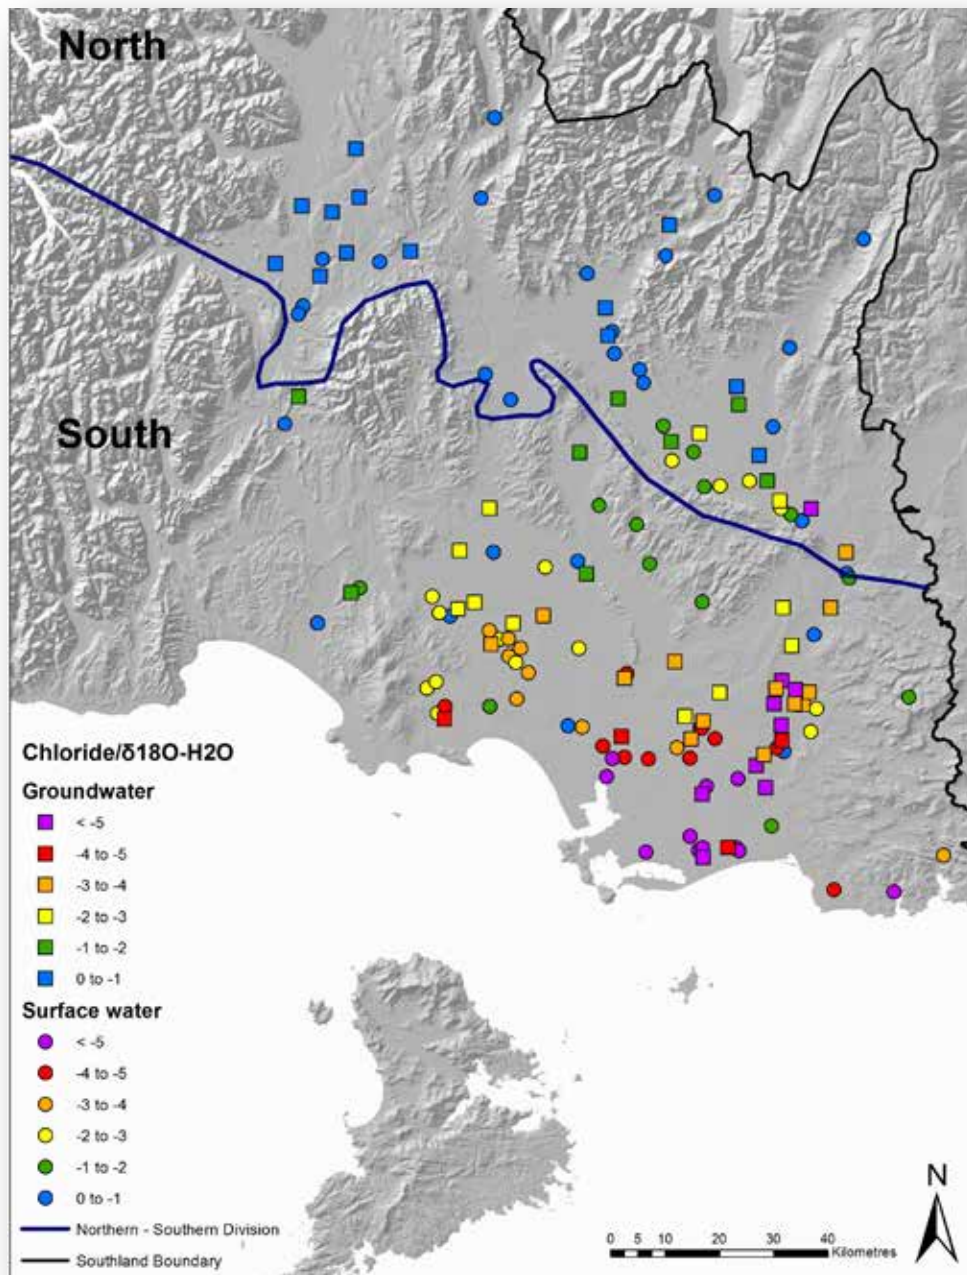 North
South
Chloride/δ18O-H2O
Groundwater
< -5
-4 to -5
-3 to -4
-2 to -3
-1 to -2
0 to -1
Surface water
< -5
-4 to -5
-3 to -4
-2 to -3
-1 to -2
0 to -1
Northern - Southern Division
Southland Boundary
N
0 5 10 20 30 40
Kilometres